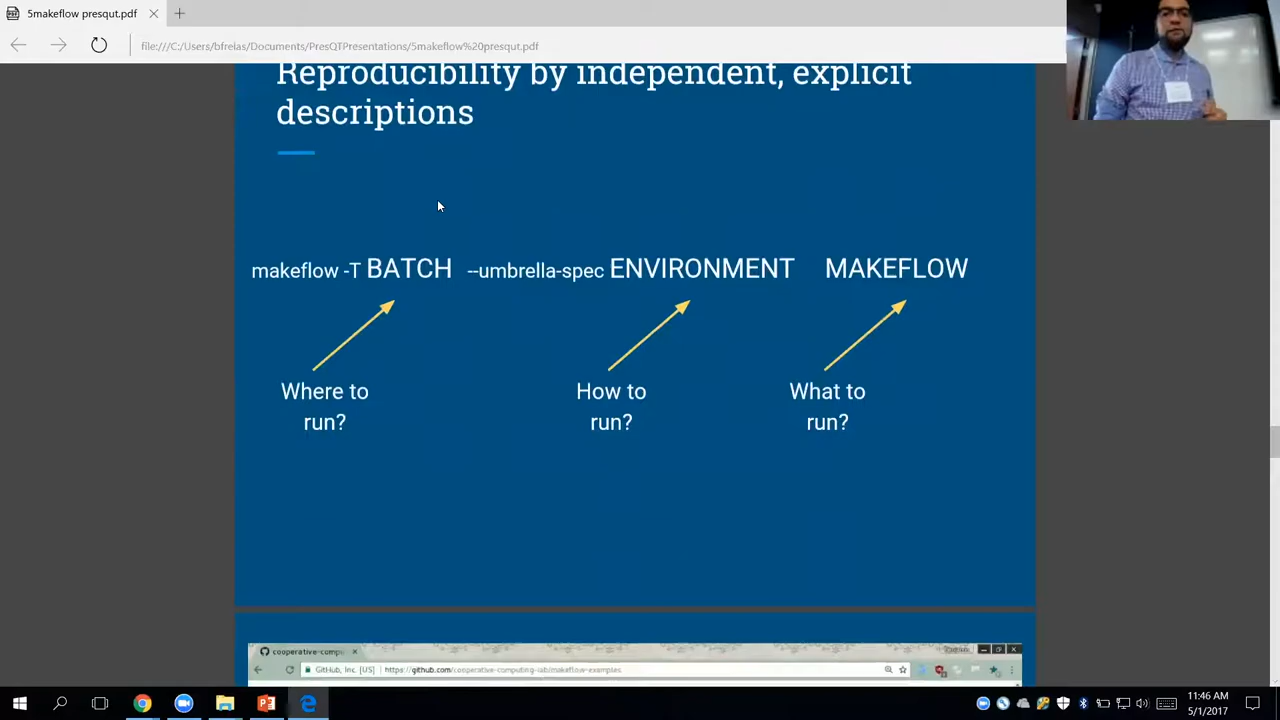 5makeflow presqut.pdf
file:///C:/Users/bfreias/Documents/PresQTPresentations/5makeflow%20presqut.pdf
Reproducibility by independent, explicit
descriptions
makeflow -T BATCH --umbrella-spec ENVIRONMENT MAKEFLOW
Where to
run?
How to
run?
What to
run?
cooperative-comp
GitHub, Inc. [US] https://github.com/cooperative-computing-lab/makeflow-examples
11:46 AM
5/1/2017